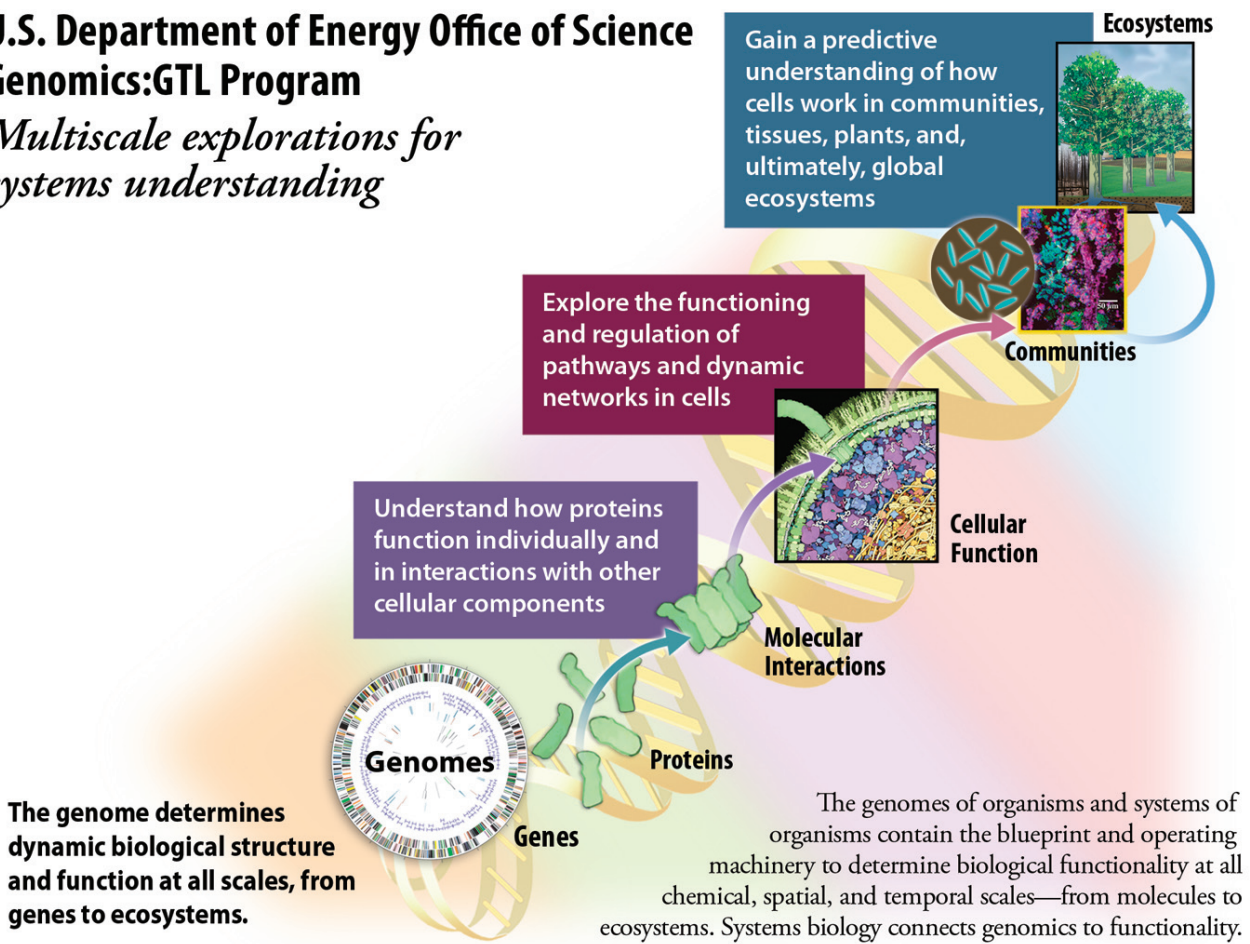 U.S. Department of Energy Office of Science
Genomics:GTL Program
Multiscale explorations for
systems understanding
Ecosystems
Gain a predictive
understanding of how
cells work in communities,
tissues, plants, and,
ultimately, global
ecosystems
50 µm
Communities
Explore the functioning
and regulation of
pathways and dynamic
networks in cells
Cellular
Function
Understand how proteins
function individually and
in interactions with other
cellular components
Molecular
Interactions
Genomes
Proteins
Genes
The genome determines
dynamic biological structure
and function at all scales, from
genes to ecosystems.
The genomes of organisms and systems of
organisms contain the blueprint and operating
machinery to determine biological functionality at all
chemical, spatial, and temporal scales—from molecules to
ecosystems. Systems biology connects genomics to functionality.